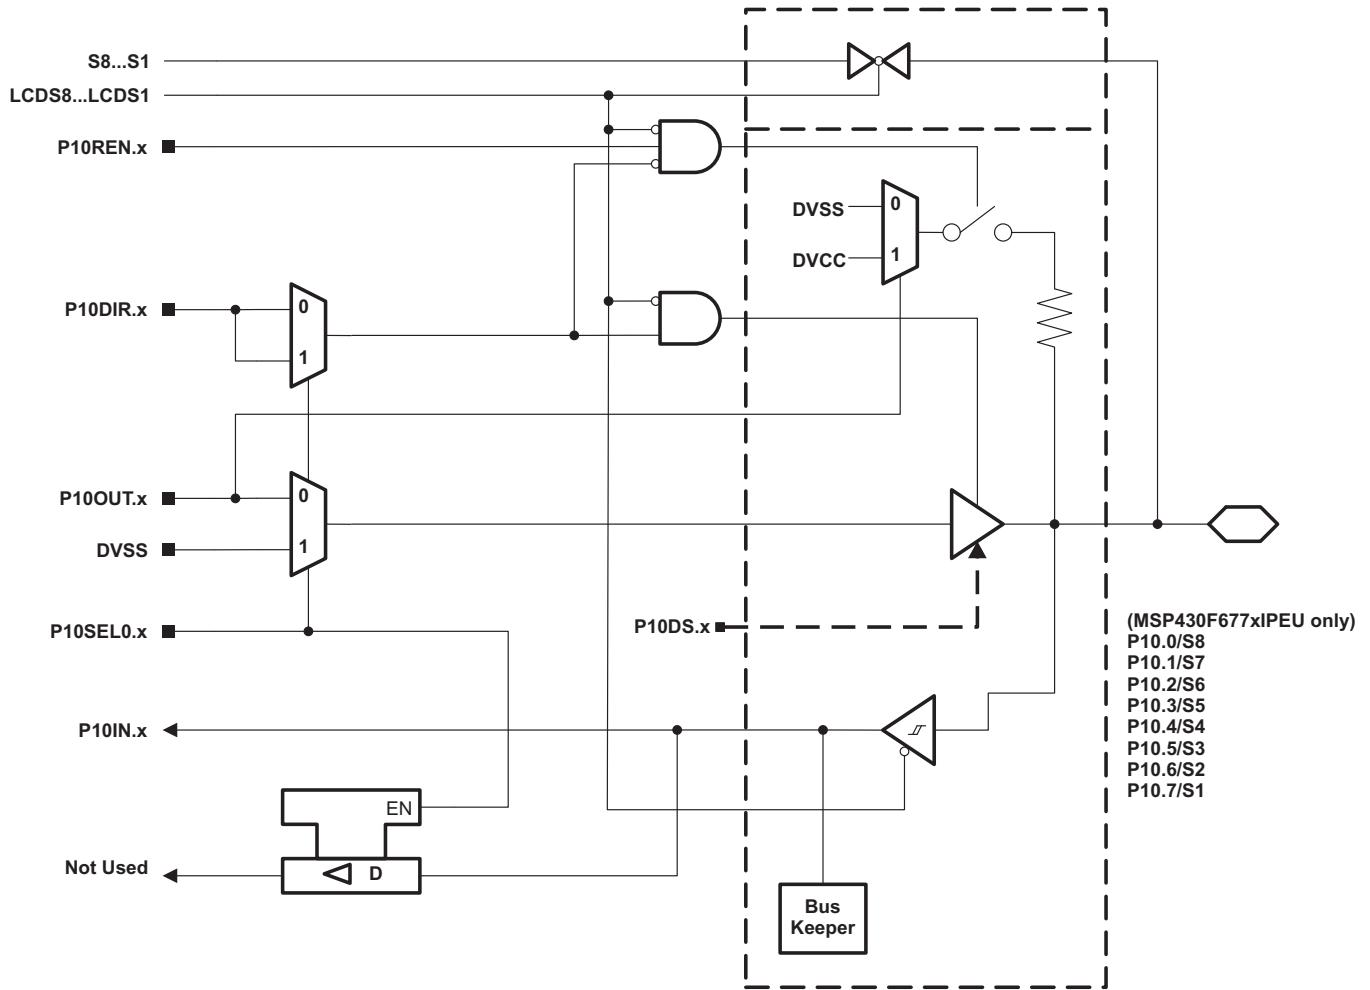 S8...S1
LCDS8...LCDS1
P10REN.x
DVSS
0
DVCC
1
P10DIR.x
0
1
P10OUT.x
0
DVSS
1
P10SEL0.x
P10DS.x
(MSP430F677xIPEU only)
P10.0/S8
P10.1/S7
P10.2/S6
P10.3/S5
P10.4/S4
P10.5/S3
P10.6/S2
P10.7/S1
P10IN.x
EN
Not Used
D
Bus
Keeper